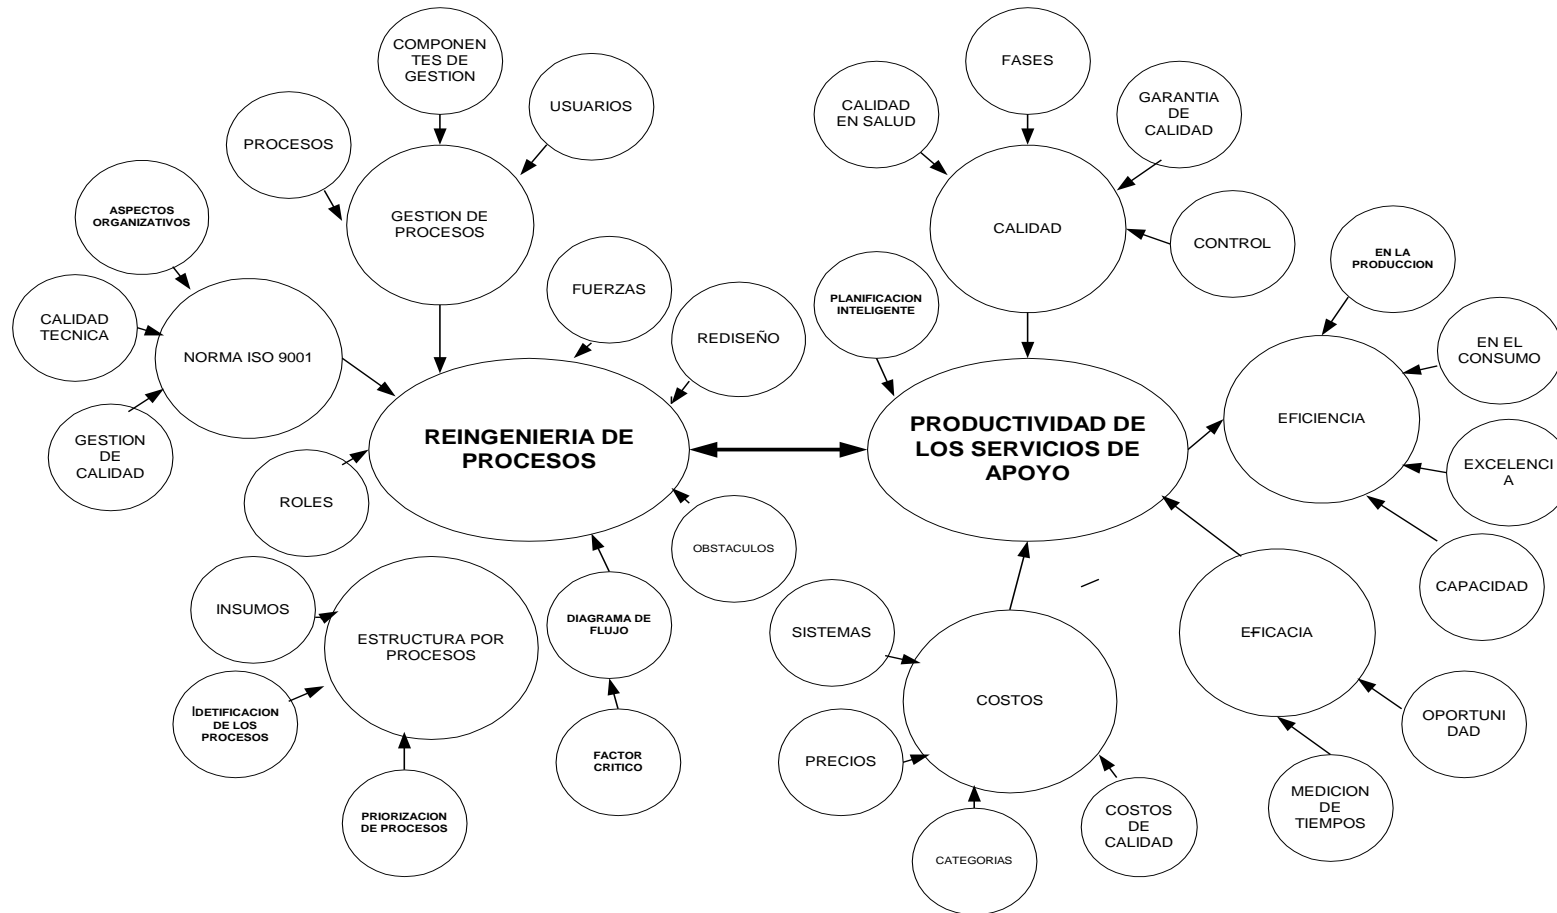 COMPONEN
TES DE
GESTION
USUARIOS
PROCESOS
ASPECTOS
ORGANIZATIVOS
GESTION DE
PROCESOS
CALIDAD
TECNICA
NORMA ISO 9001
GESTION
DE
CALIDAD
FUERZAS
REDISEÑO
REINGENIERIA DE
PROCESOS
ROLES
OBSTACULOS
INSUMOS
ESTRUCTURA POR
PROCESOS
DIAGRAMA DE
FLUJO
IDETIFICACION
DE LOS
PROCESOS
FACTOR
CRITICO
PRIORIZACION
DE PROCESOS
FASES
CALIDAD
EN SALUD
GARANTIA
DE
CALIDAD
CALIDAD
CONTROL
PLANIFICACION
INTELIGENTE
EN LA
PRODUCCION
EN EL
CONSUMO
PRODUCTIVIDAD DE
LOS SERVICIOS DE
APOYO
EFICIENCIA
EXCELENCI
A
CAPACIDAD
SISTEMAS
EFICACIA
COSTOS
PRECIOS
OPORTUNI
DAD
MEDICION
DE
TIEMPOS
COSTOS
DE
CALIDAD
CATEGORIAS